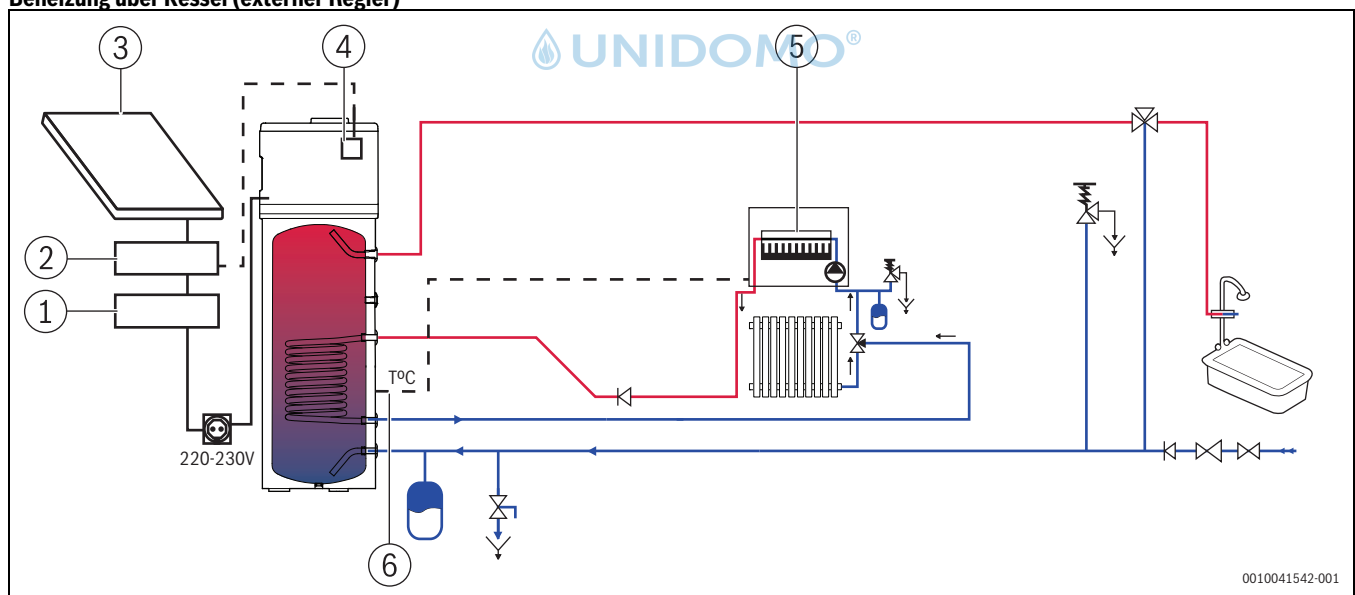 Beheizung über Kessel (externer Regler)
UNIDOMO®
3
4
5
2
1
T°C
220-230V
6
0010041542-001